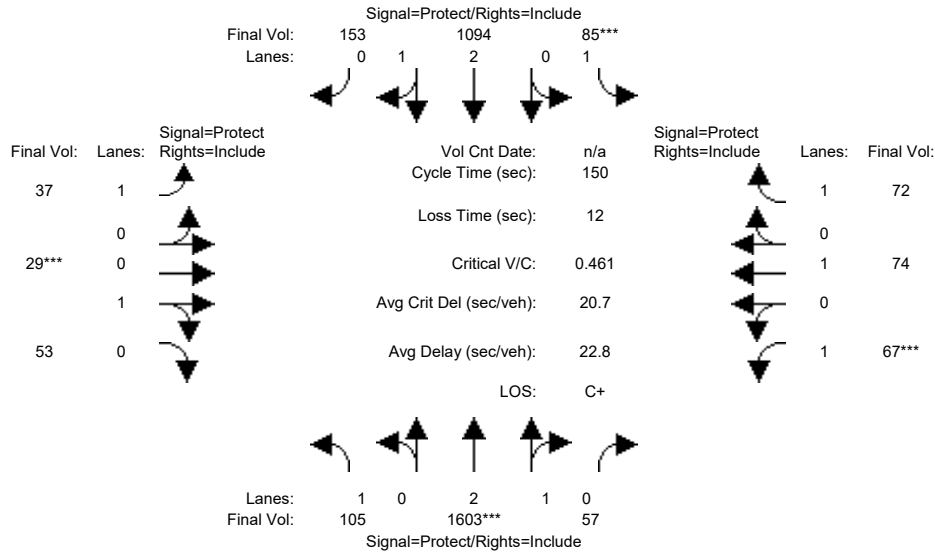 Signal=Protect/Rights=Include
Final Vol: 153 1094 85***
Lanes: 0 1 2 0 1
Signal=Protect Signal=Protect
Final Vol: Lanes: Rights=Include Vol Cnt Date: n/a Rights=Include Lanes: Final Vol:
Cycle Time (sec): 150
37 1 1 72
Loss Time (sec): 12
0 0
29*** 0 Critical V/C: 0.461 1 74
1 Avg Crit Del (sec/veh): 20.7 0
53 0 Avg Delay (sec/veh): 22.8 1 67***
LOS: C+
Lanes: 1 0 2 1 0
Final Vol: 105 1603*** 57
Signal=Protect/Rights=Include